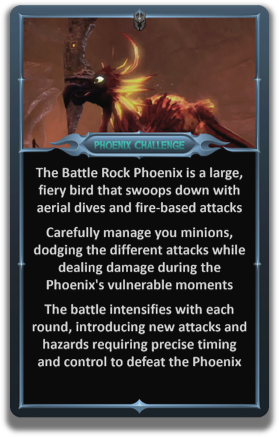 PHOENIX CHALLENGE
The Battle Rock Phoenix is a large,
fiery bird that swoops down with
aerial dives and fire-based attacks
Carefully manage you minions,
dodging the different attacks while
dealing damage during the
Phoenix's vulnerable moments
The battle intensifies with each
round, introducing new attacks and
hazards requiring precise timing
and control to defeat the Phoenix